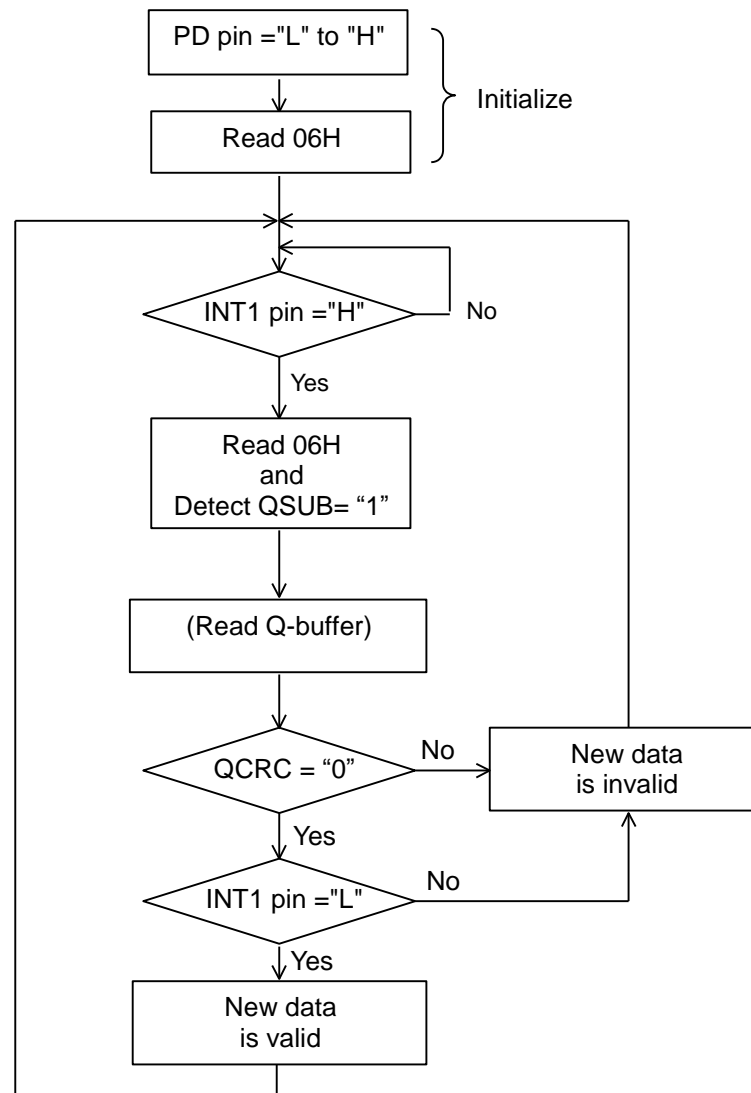 PD pin ="L" to "H"
Initialize
Read 06H
INT1 pin ="H"
No
Yes
Read 06H
and
Detect QSUB= “1”
(Read Q-buffer)
QCRC = “0”
No
New data
is invalid
Yes
INT1 pin ="L"
No
Yes
New data
is valid